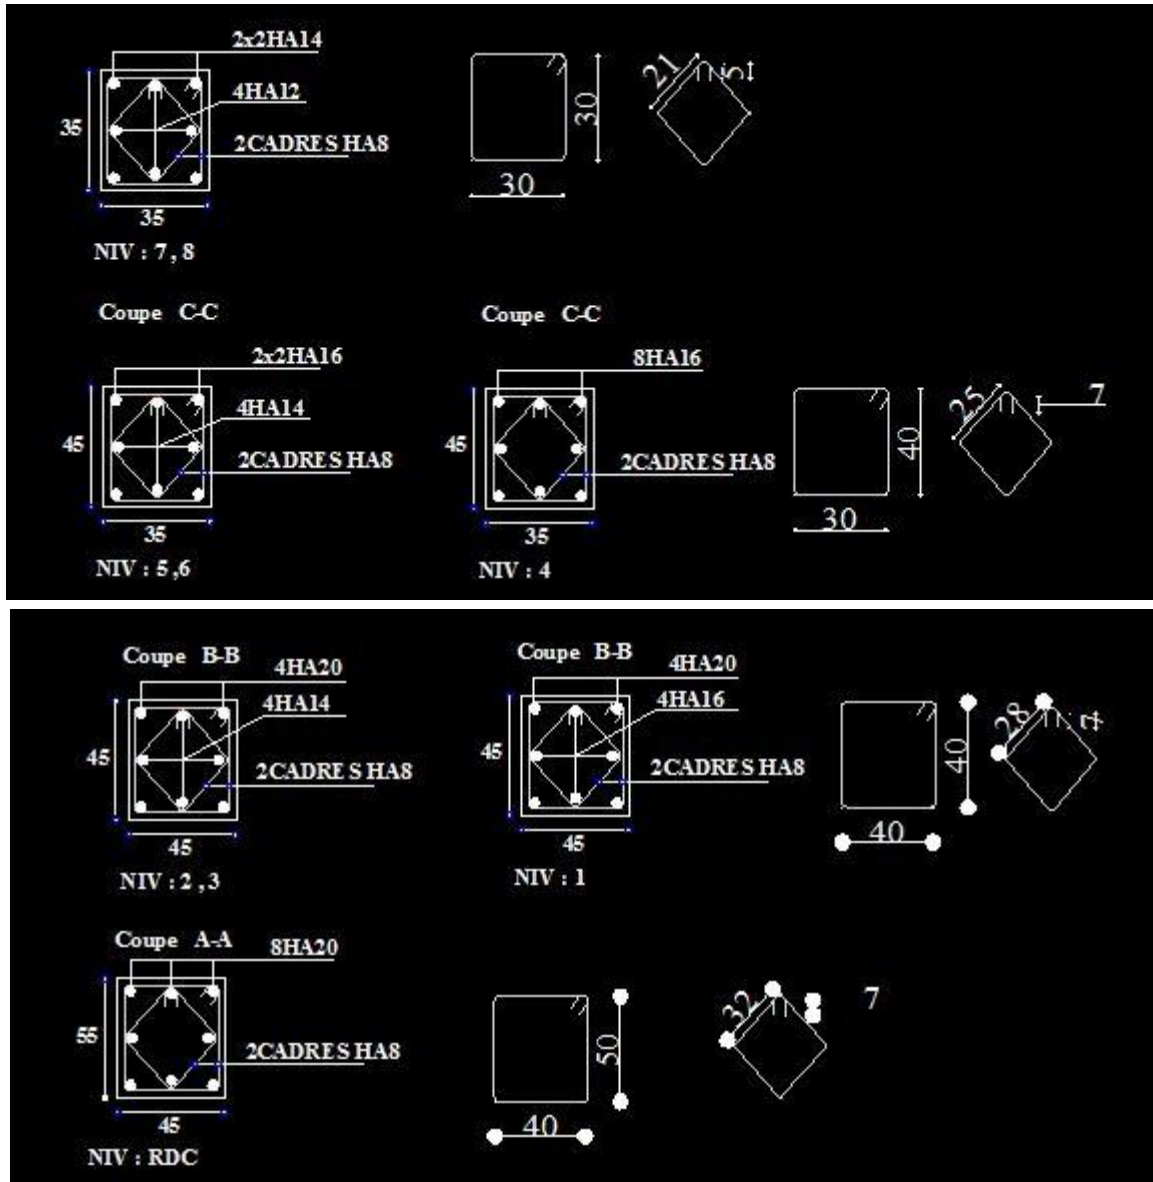 2x2HA14
4HA12
2CADRES HA8
35
35
NIV : 7 , 8
30
30
21
5
Coupe C-C
2x2HA16
4HA14
2CADRES HA8
45
35
NIV : 5 ,6
Coupe C-C
8HA16
2CADRES HA8
45
35
NIV : 4
40
30
25
7
Coupe B-B
4HA20
4HA14
2CADRES HA8
45
45
NIV : 2 ,3
Coupe B-B
4HA20
4HA16
2CADRES HA8
45
45
NIV : 1
40
40
28
7
Coupe A-A
8HA20
2CADRES HA8
55
45
NIV : RDC
50
40
32
7